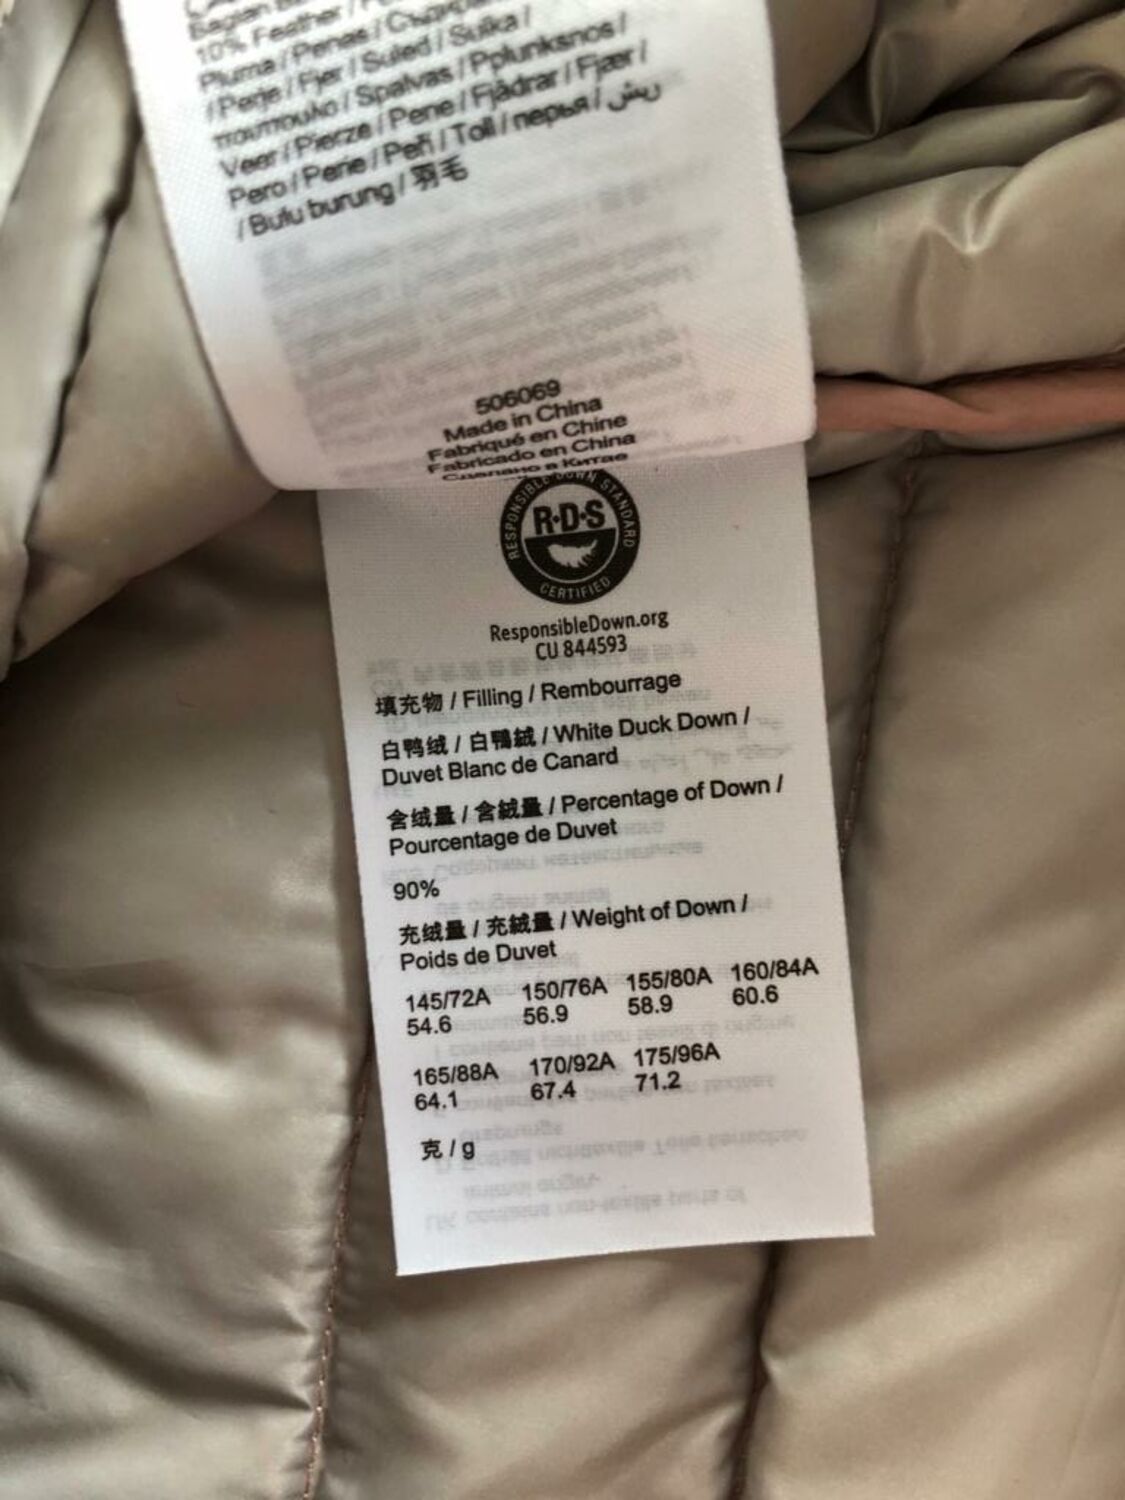 10% Feather /
Pluma / Penas /
/ Perje / Fjer / Suled / Sulka /
πούπουλο / Spalvas / Pplunksnos /
Veer / Pierze / Pene / Fjädrar / Fjær /
Pero / Perie / Peří / Toll / перья / ريش
/ Bulu burung / 羽毛
506069
Made in China
Fabriqué en Chine
Fabricado en China
Сделано в Китае
RESPONSIBLE DOWN STANDARD
R·D·S
CERTIFIED
ResponsibleDown.org
CU 844593
填充物 / Filling / Rembourrage
白鸭绒 / 白鴨絨 / White Duck Down /
Duvet Blanc de Canard
含绒量 / 含絨量 / Percentage of Down /
Pourcentage de Duvet
90%
充绒量 / 充絨量 / Weight of Down /
Poids de Duvet
145/72A 150/76A 155/80A 160/84A
54.6 56.9 58.9 60.6
165/88A 170/92A 175/96A
64.1 67.4 71.2
克 / g